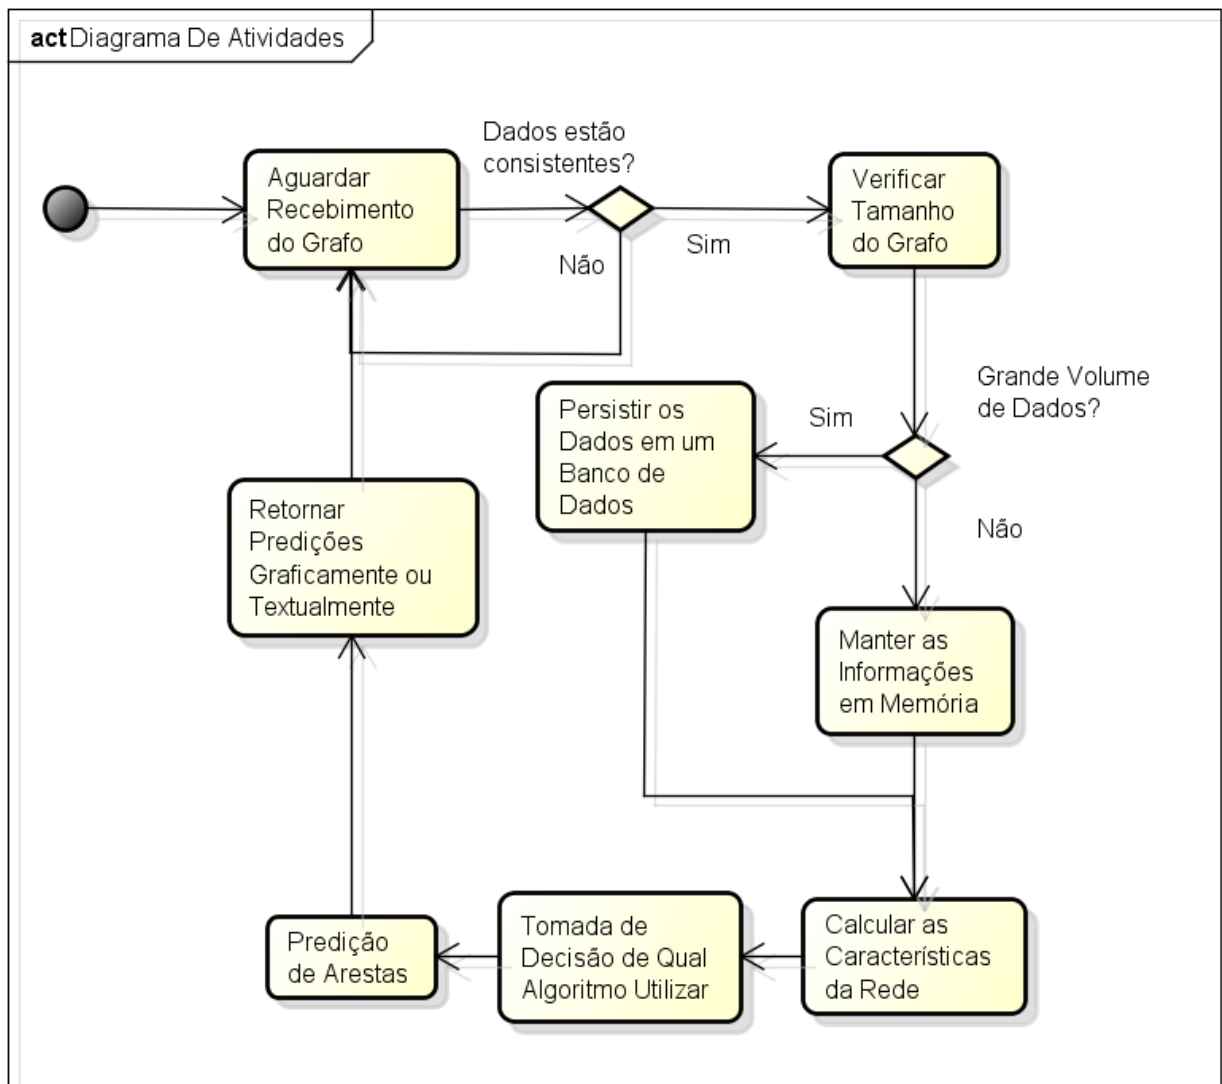 act Diagrama De Atividades
Dados estão
consistentes?
Aguardar
Recebimento
do Grafo
Verificar
Tamanho
do Grafo
Sim
Não
Grande Volume
de Dados?
Persistir os
Dados em um
Banco de
Dados
Sim
Retornar
Predições
Graficamente ou
Textualmente
Não
Manter as
Informações
em Memória
Predição
de Arestas
Tomada de
Decisão de Qual
Algoritmo Utilizar
Calcular as
Características
da Rede